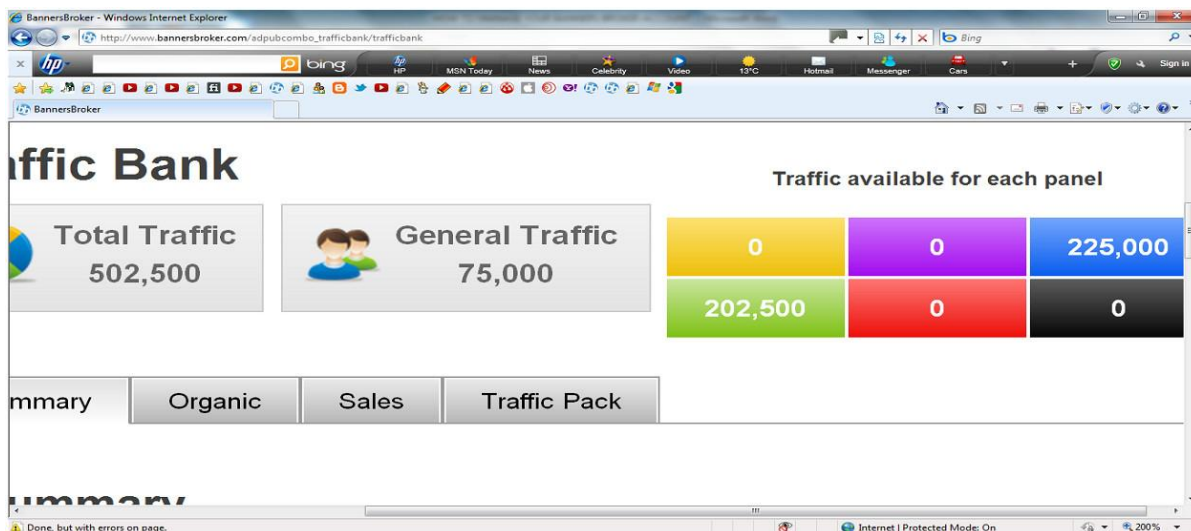 BannersBroker - Windows Internet Explorer
http://www.bannersbroker.com/adpubcombo_trafficbank/trafficbank
Bing
hp
bing
HP
MSN Today
News
Celebrity
Video
13°C
Hotmail
Messenger
Cars
Sign in
BannersBroker
affic Bank
Traffic available for each panel
Total Traffic
502,500
General Traffic
75,000
0
0
225,000
202,500
0
0
mmary
Organic
Sales
Traffic Pack
ummary
Done, but with errors on page.
Internet | Protected Mode: On
200%